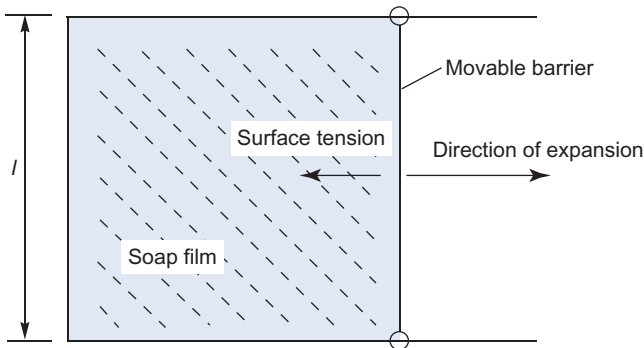 Movable barrier
Surface tension
Direction of expansion
l
Soap film